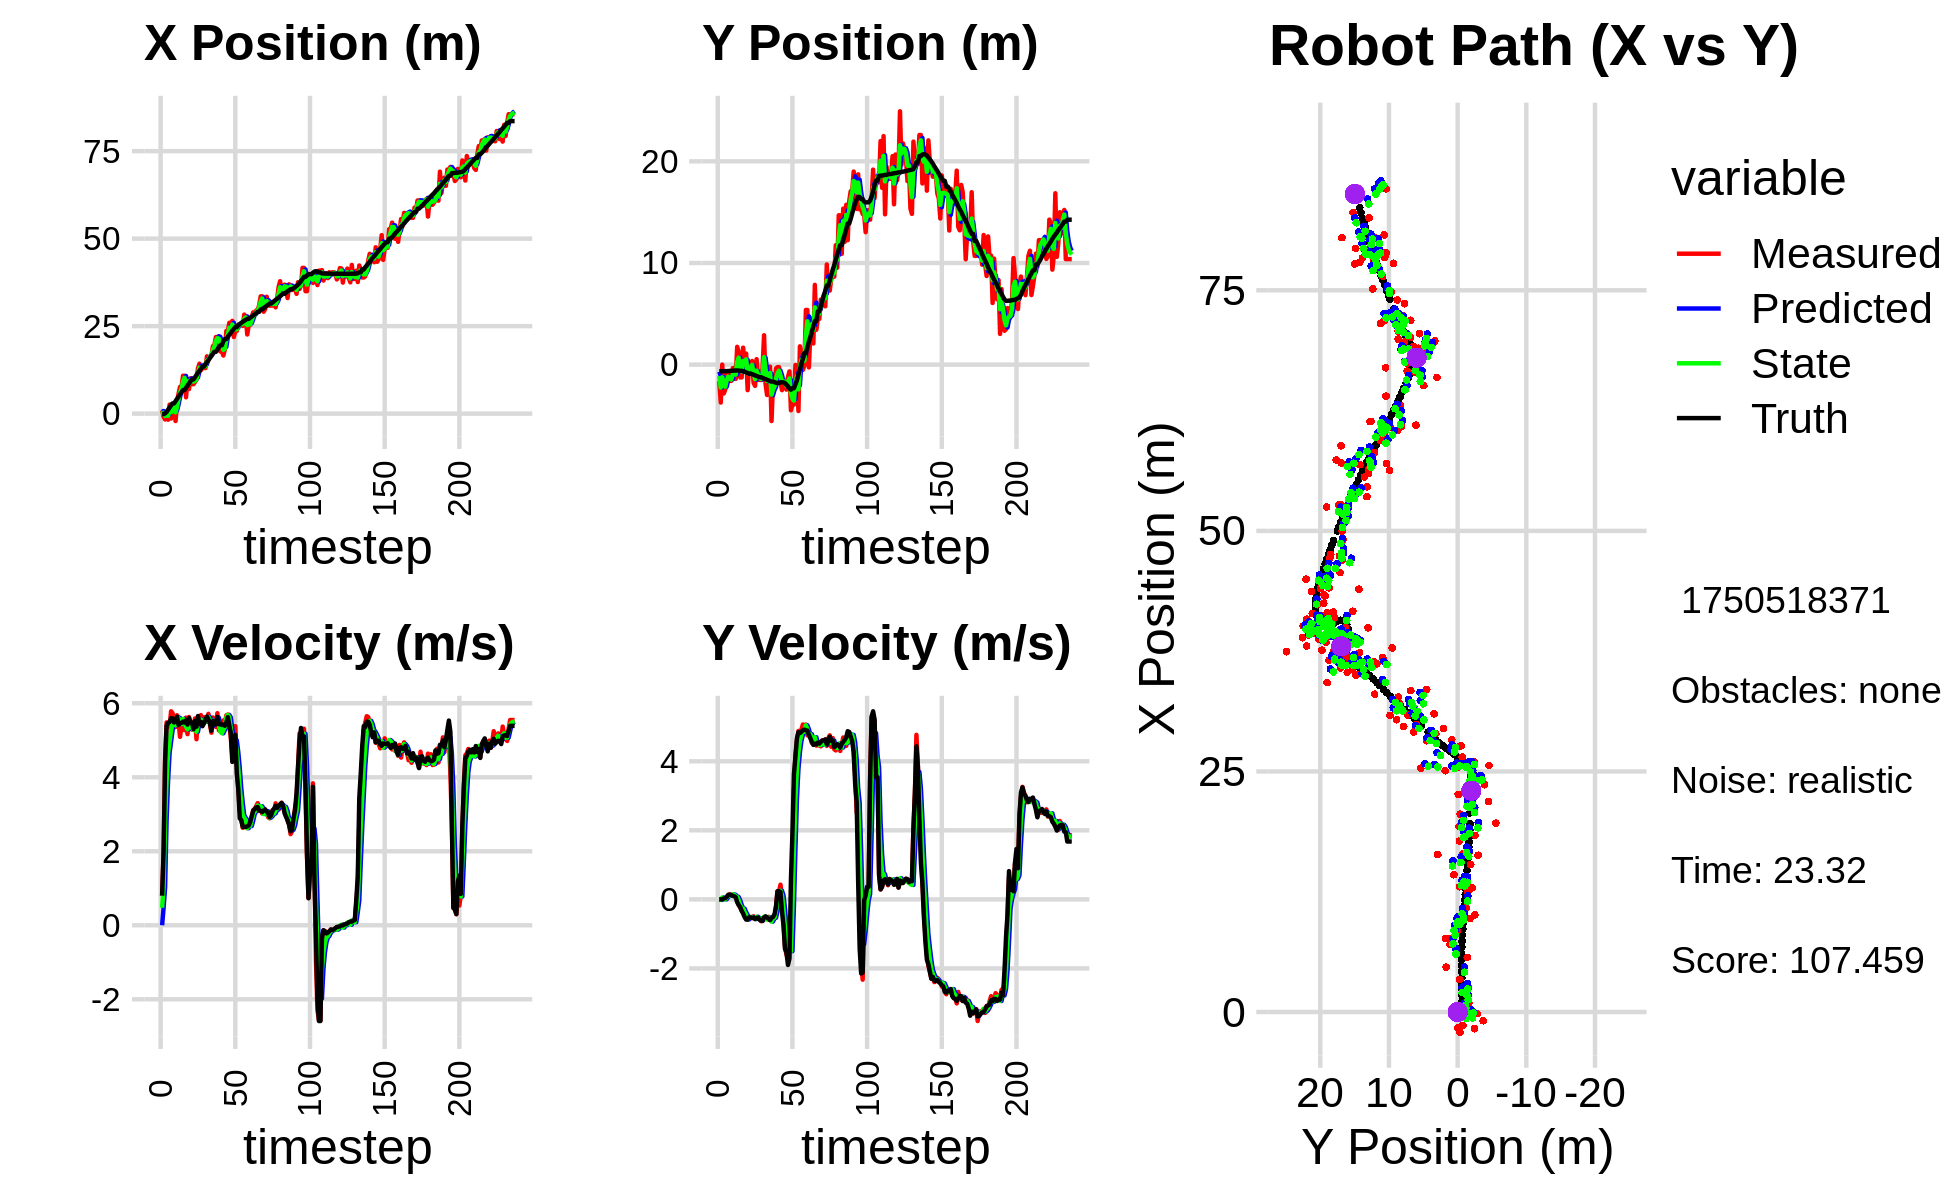 X Position (m)
75
50
25
0
0 50 100 150 200
timestep
Y Position (m)
20
10
0
0 50 100 150 200
timestep
X Velocity (m/s)
6
4
2
0
-2
0 50 100 150 200
timestep
Y Velocity (m/s)
4
2
0
-2
0 50 100 150 200
timestep
Robot Path (X vs Y)
X Position (m)
75
50
25
0
20 10 0 -10 -20
Y Position (m)
variable
Measured
Predicted
State
Truth
1750518371
Obstacles: none
Noise: realistic
Time: 23.32
Score: 107.459